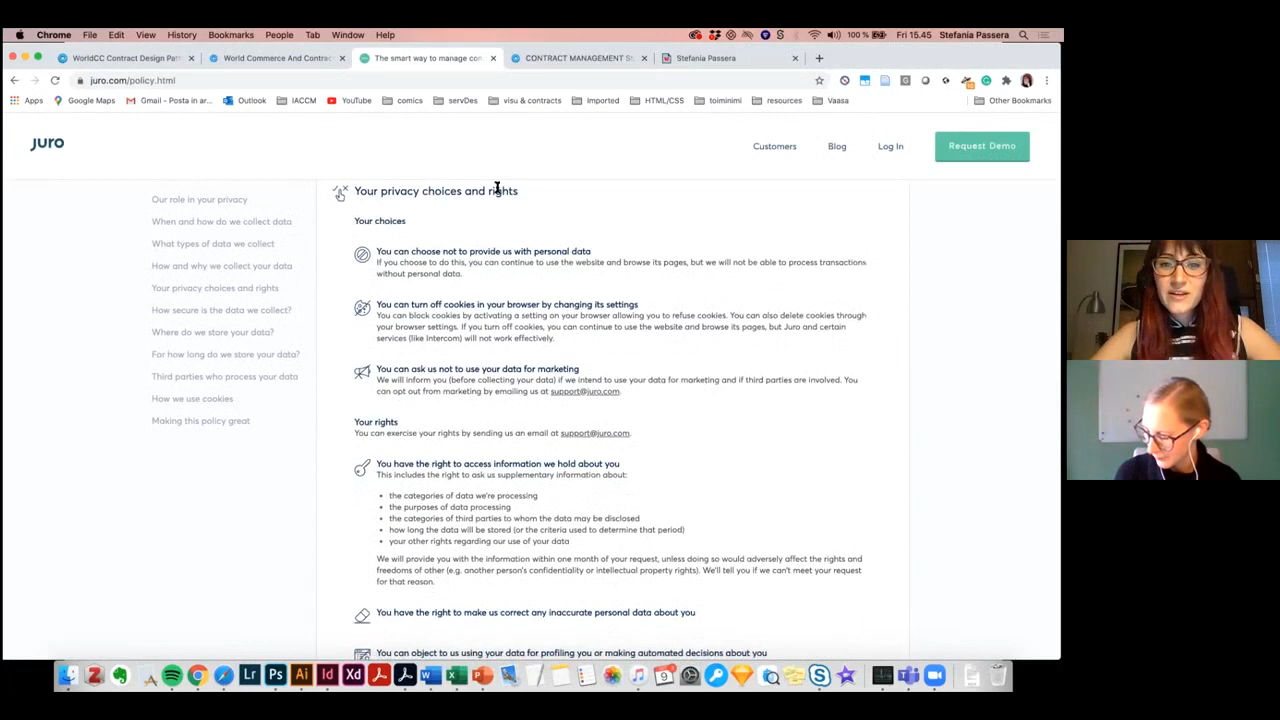 Chrome File Edit View History Bookmarks People Tab Window Help 100 % Fri 15.45 Stefania Passera
WorldCC Contract Design Patt
World Commerce And Contrac
The smart way to manage con
CONTRACT MANAGEMENT St
Stefania Passera
juro.com/policy.html
Apps Google Maps Gmail - Posta in ar... Outlook IACCM YouTube comics servDes visu & contracts Imported HTML/CSS toiminimi resources Vaasa Other Bookmarks
Juro
Customers Blog Log In Request Demo
Our role in your privacy
When and how do we collect data
What types of data we collect
How and why we collect your data
Your privacy choices and rights
How secure is the data we collect?
Where do we store your data?
For how long do we store your data?
Third parties who process your data
How we use cookies
Making this policy great
Your privacy choices and rights
Your choices
You can choose not to provide us with personal data
If you choose to do this, you can continue to use the website and browse its pages, but we will not be able to process transactions
without personal data.
You can turn off cookies in your browser by changing its settings
You can block cookies by activating a setting on your browser allowing you to refuse cookies. You can also delete cookies through
your browser settings. If you turn off cookies, you can continue to use the website and browse its pages, but Juro and certain
services (like Intercom) will not work effectively.
You can ask us not to use your data for marketing
We will inform you (before collecting your data) if we intend to use your data for marketing and if third parties are involved. You
can opt out from marketing by emailing us at support@juro.com.
Your rights
You can exercise your rights by sending us an email at support@juro.com.
You have the right to access information we hold about you
This includes the right to ask us supplementary information about:
• the categories of data we're processing
• the purposes of data processing
• the categories of third parties to whom the data may be disclosed
• how long the data will be stored (or the criteria used to determine that period)
• your other rights regarding our use of your data
We will provide you with the information within one month of your request, unless doing so would adversely affect the rights and
freedoms of other (e.g. another person's confidentiality or intellectual property rights). We'll tell you if we can't meet your request
for that reason.
You have the right to make us correct any inaccurate personal data about you
You can object to us using your data for profiling you or making automated decisions about you
Lr Ps Ai Id Xd